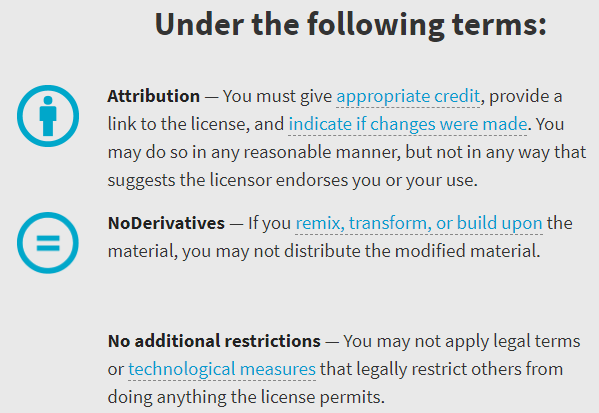 Under the following terms:
Attribution — You must give appropriate credit, provide a
link to the license, and indicate if changes were made. You
may do so in any reasonable manner, but not in any way that
suggests the licensor endorses you or your use.
NoDerivatives — If you remix, transform, or build upon the
material, you may not distribute the modified material.
No additional restrictions — You may not apply legal terms
or technological measures that legally restrict others from
doing anything the license permits.